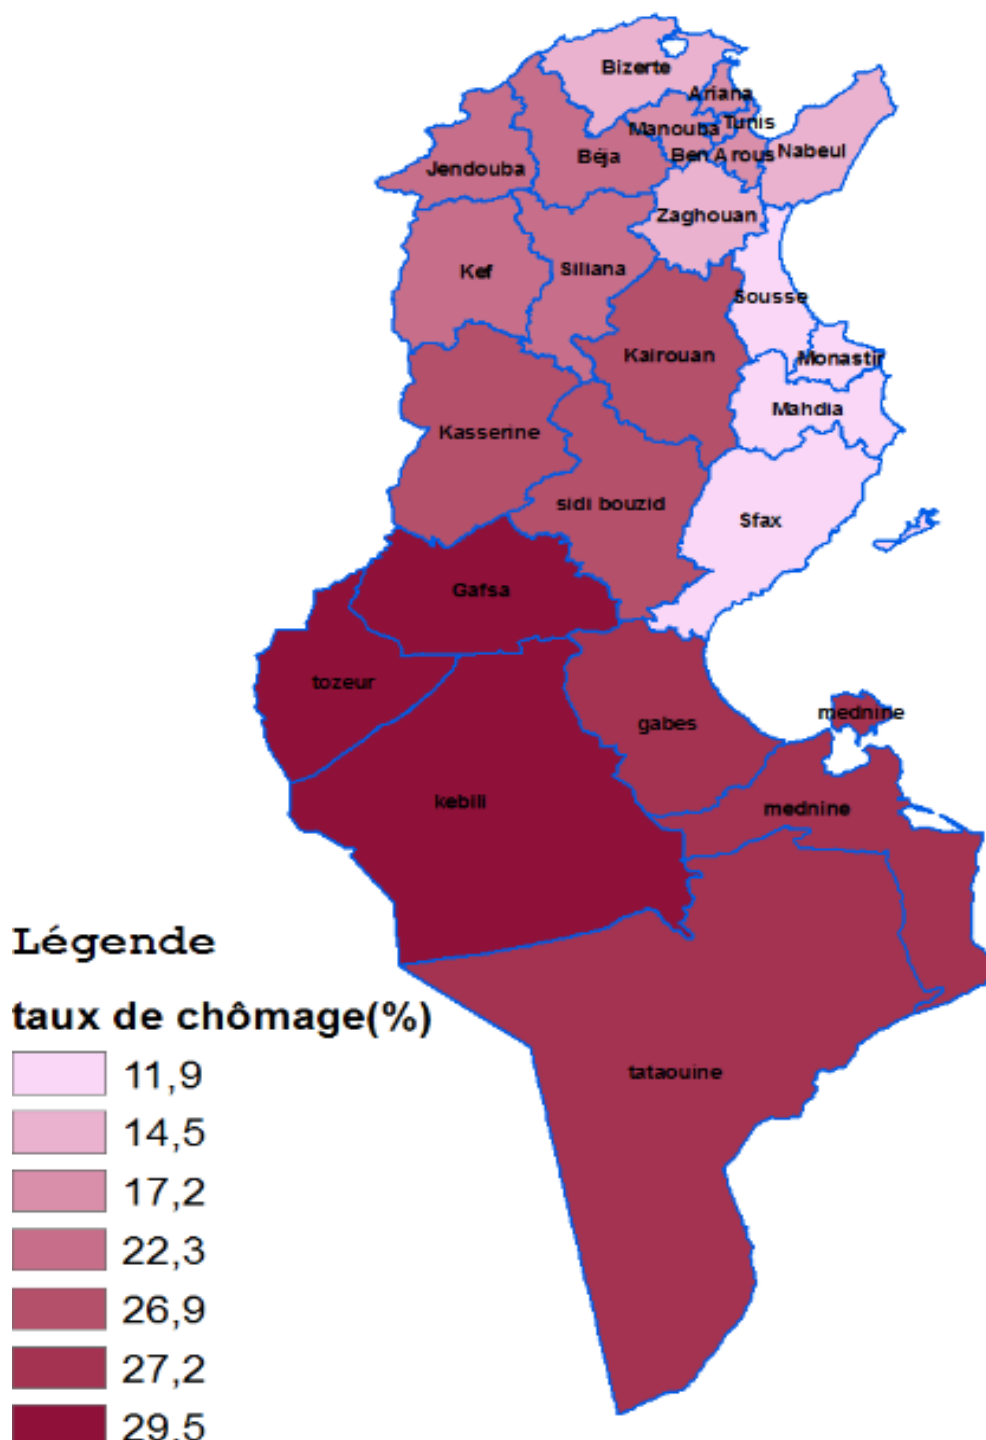 Bizerte
Ariana
Tunis
Manouba
Ben Arous
Nabeul
Béja
Jendouba
Zaghouan
Kef
Siliana
Sousse
Kairouan
Monastir
Mahdia
Kasserine
sidi bouzid
Sfax
Gafsa
tozeur
mednine
gabes
kebili
mednine
tataouine
Légende
taux de chômage(%)
11,9
14,5
17,2
22,3
26,9
27,2
29,5